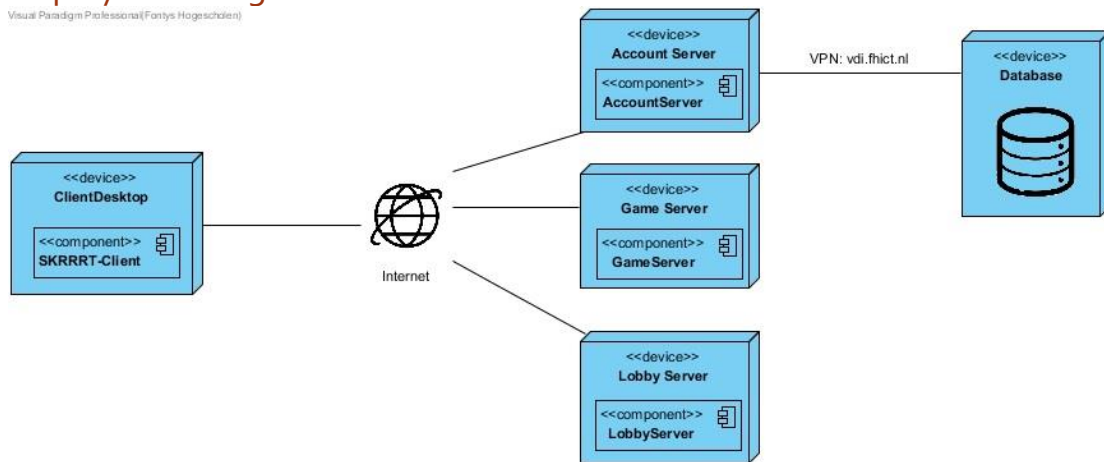 Visual Paradigm Professional(Fontys Hogescholen)
<<device>>
ClientDesktop
<<component>>
SKRRRT-Client
Internet
<<device>>
Account Server
<<component>>
AccountServer
VPN: vdi.fhict.nl
<<device>>
Database
<<device>>
Game Server
<<component>>
GameServer
<<device>>
Lobby Server
<<component>>
LobbyServer